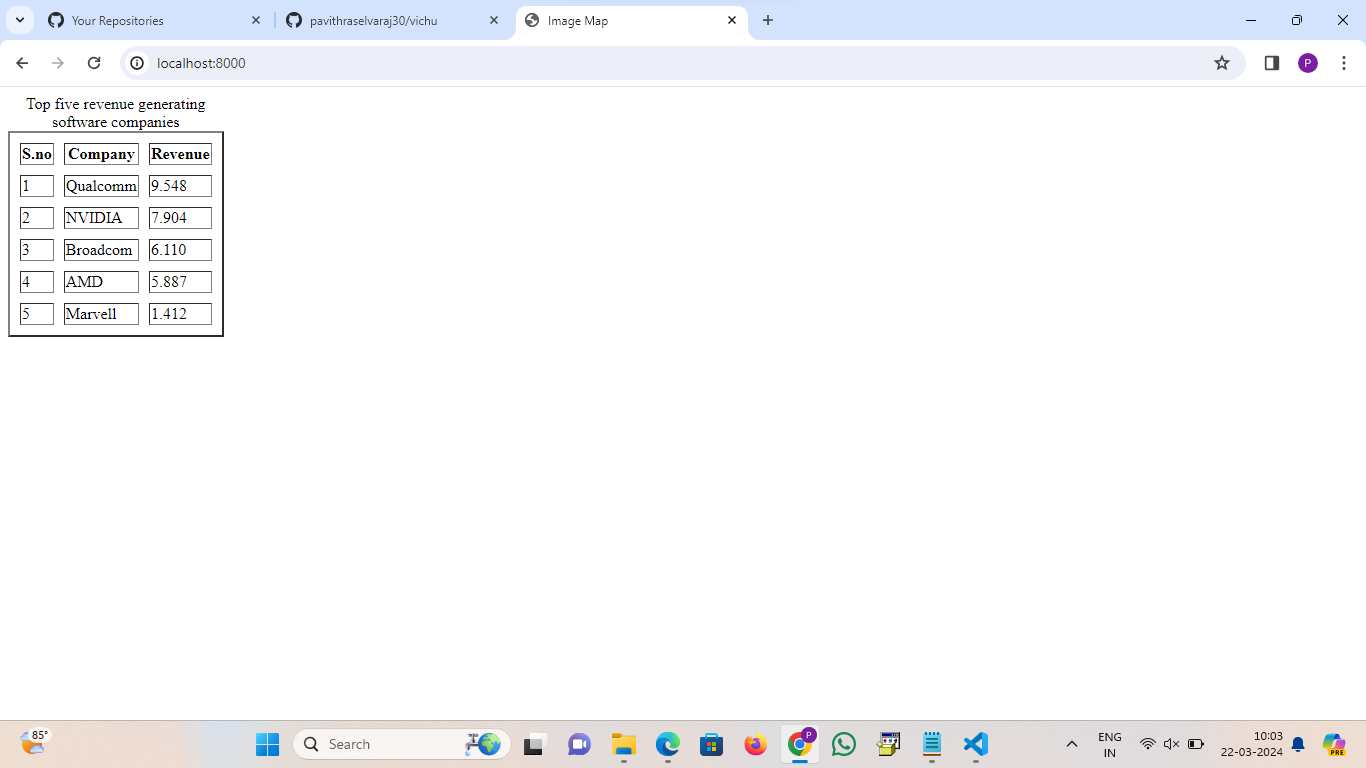 Your Repositories
pavithraselvaraj30/vichu
Image Map
localhost:8000
P
Top five revenue generating
software companies
S.no Company Revenue
1 Qualcomm 9.548
2 NVIDIA 7.904
3 Broadcom 6.110
4 AMD 5.887
5 Marvell 1.412
85°
Search
P
ENG
IN
10:03
22-03-2024
PRE